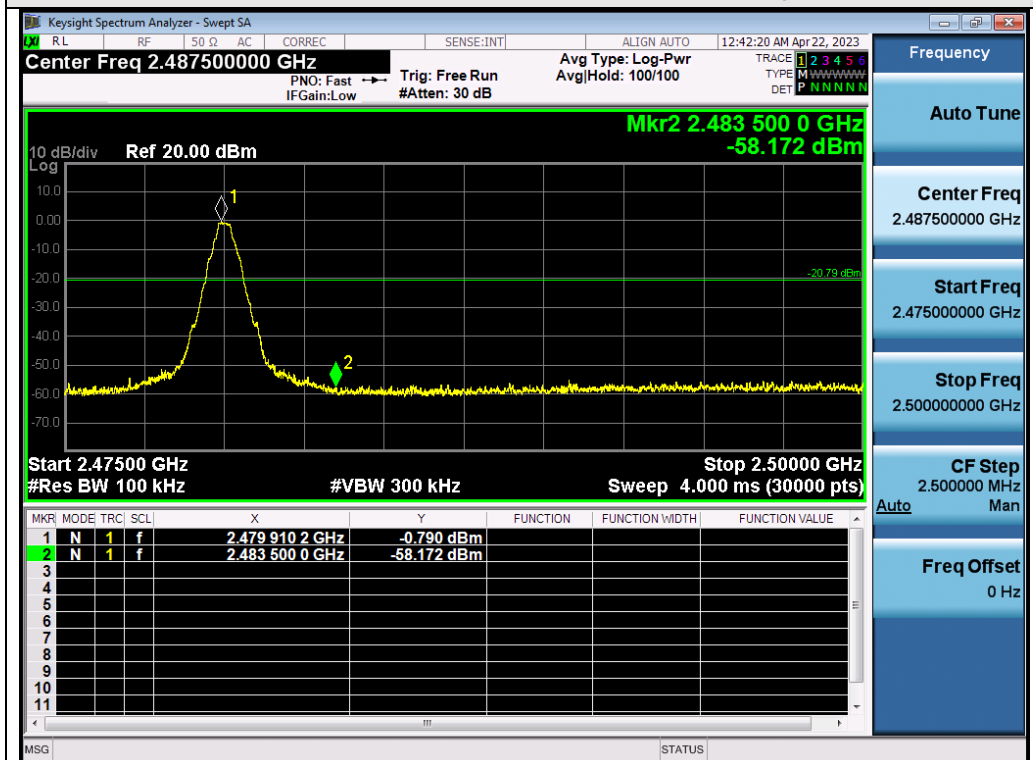 Keysight Spectrum Analyzer - Swept SA
LXI RL RF 50 Ω AC CORREC SENSE:INT ALIGN AUTO 12:42:20 AM Apr 22, 2023
Center Freq 2.487500000 GHz
PNO: Fast
IFGain:Low
Trig: Free Run
#Atten: 30 dB
Avg Type: Log-Pwr
Avg|Hold: 100/100
TRACE 1 2 3 4 5 6
TYPE M W W W W W
DET P N N N N N
Mkr2 2.483 500 0 GHz
-58.172 dBm
10 dB/div Ref 20.00 dBm
Log
10.0
0.00
-10.0
-20.0
-30.0
-40.0
-50.0
-60.0
-70.0
1
-20.79 dBm
2
Start 2.47500 GHz Stop 2.50000 GHz
#Res BW 100 kHz #VBW 300 kHz Sweep 4.000 ms (30000 pts)
MKR MODE TRC SCL X Y FUNCTION FUNCTION WIDTH FUNCTION VALUE
1 N 1 f 2.479 910 2 GHz -0.790 dBm
2 N 1 f 2.483 500 0 GHz -58.172 dBm
3
4
5
6
7
8
9
10
11
MSG STATUS
Frequency
Auto Tune
Center Freq
2.487500000 GHz
Start Freq
2.475000000 GHz
Stop Freq
2.500000000 GHz
CF Step
2.500000 MHz
Auto Man
Freq Offset
0 Hz